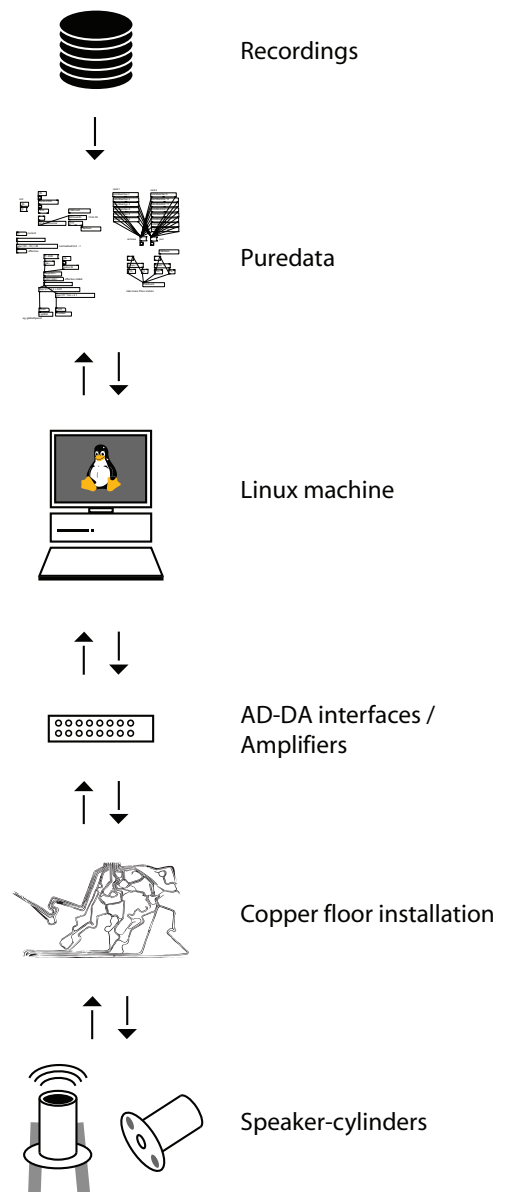 Recordings
Puredata
Linux machine
AD-DA interfaces /
Amplifiers
Copper floor installation
Speaker-cylinders